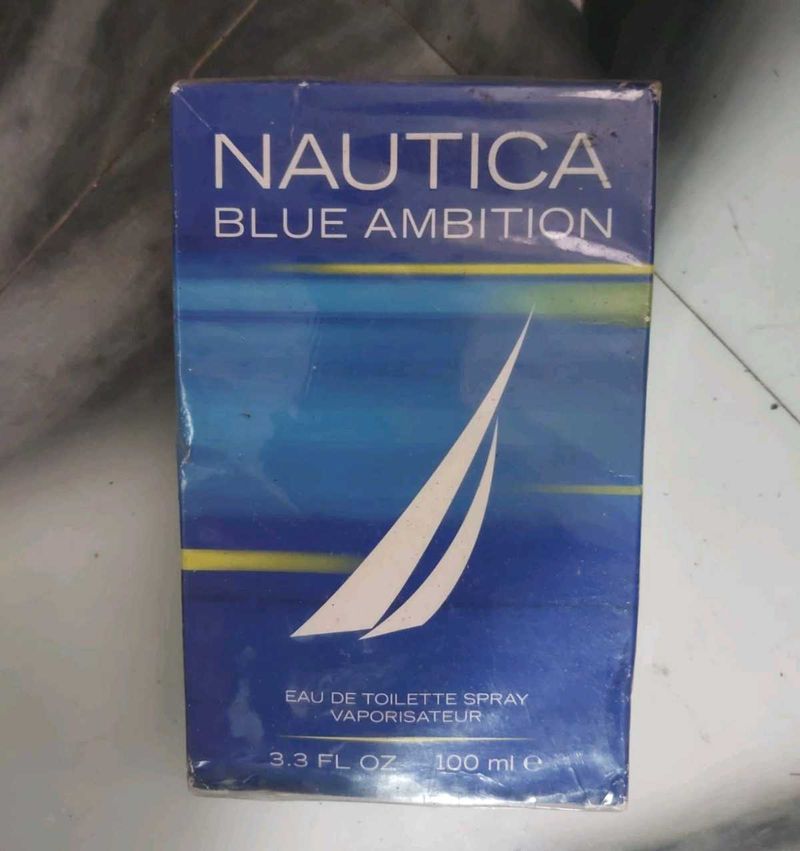 NAUTICA
BLUE AMBITION
EAU DE TOILETTE SPRAY
VAPORISATEUR
3.3 FL OZ 100 ml ℮